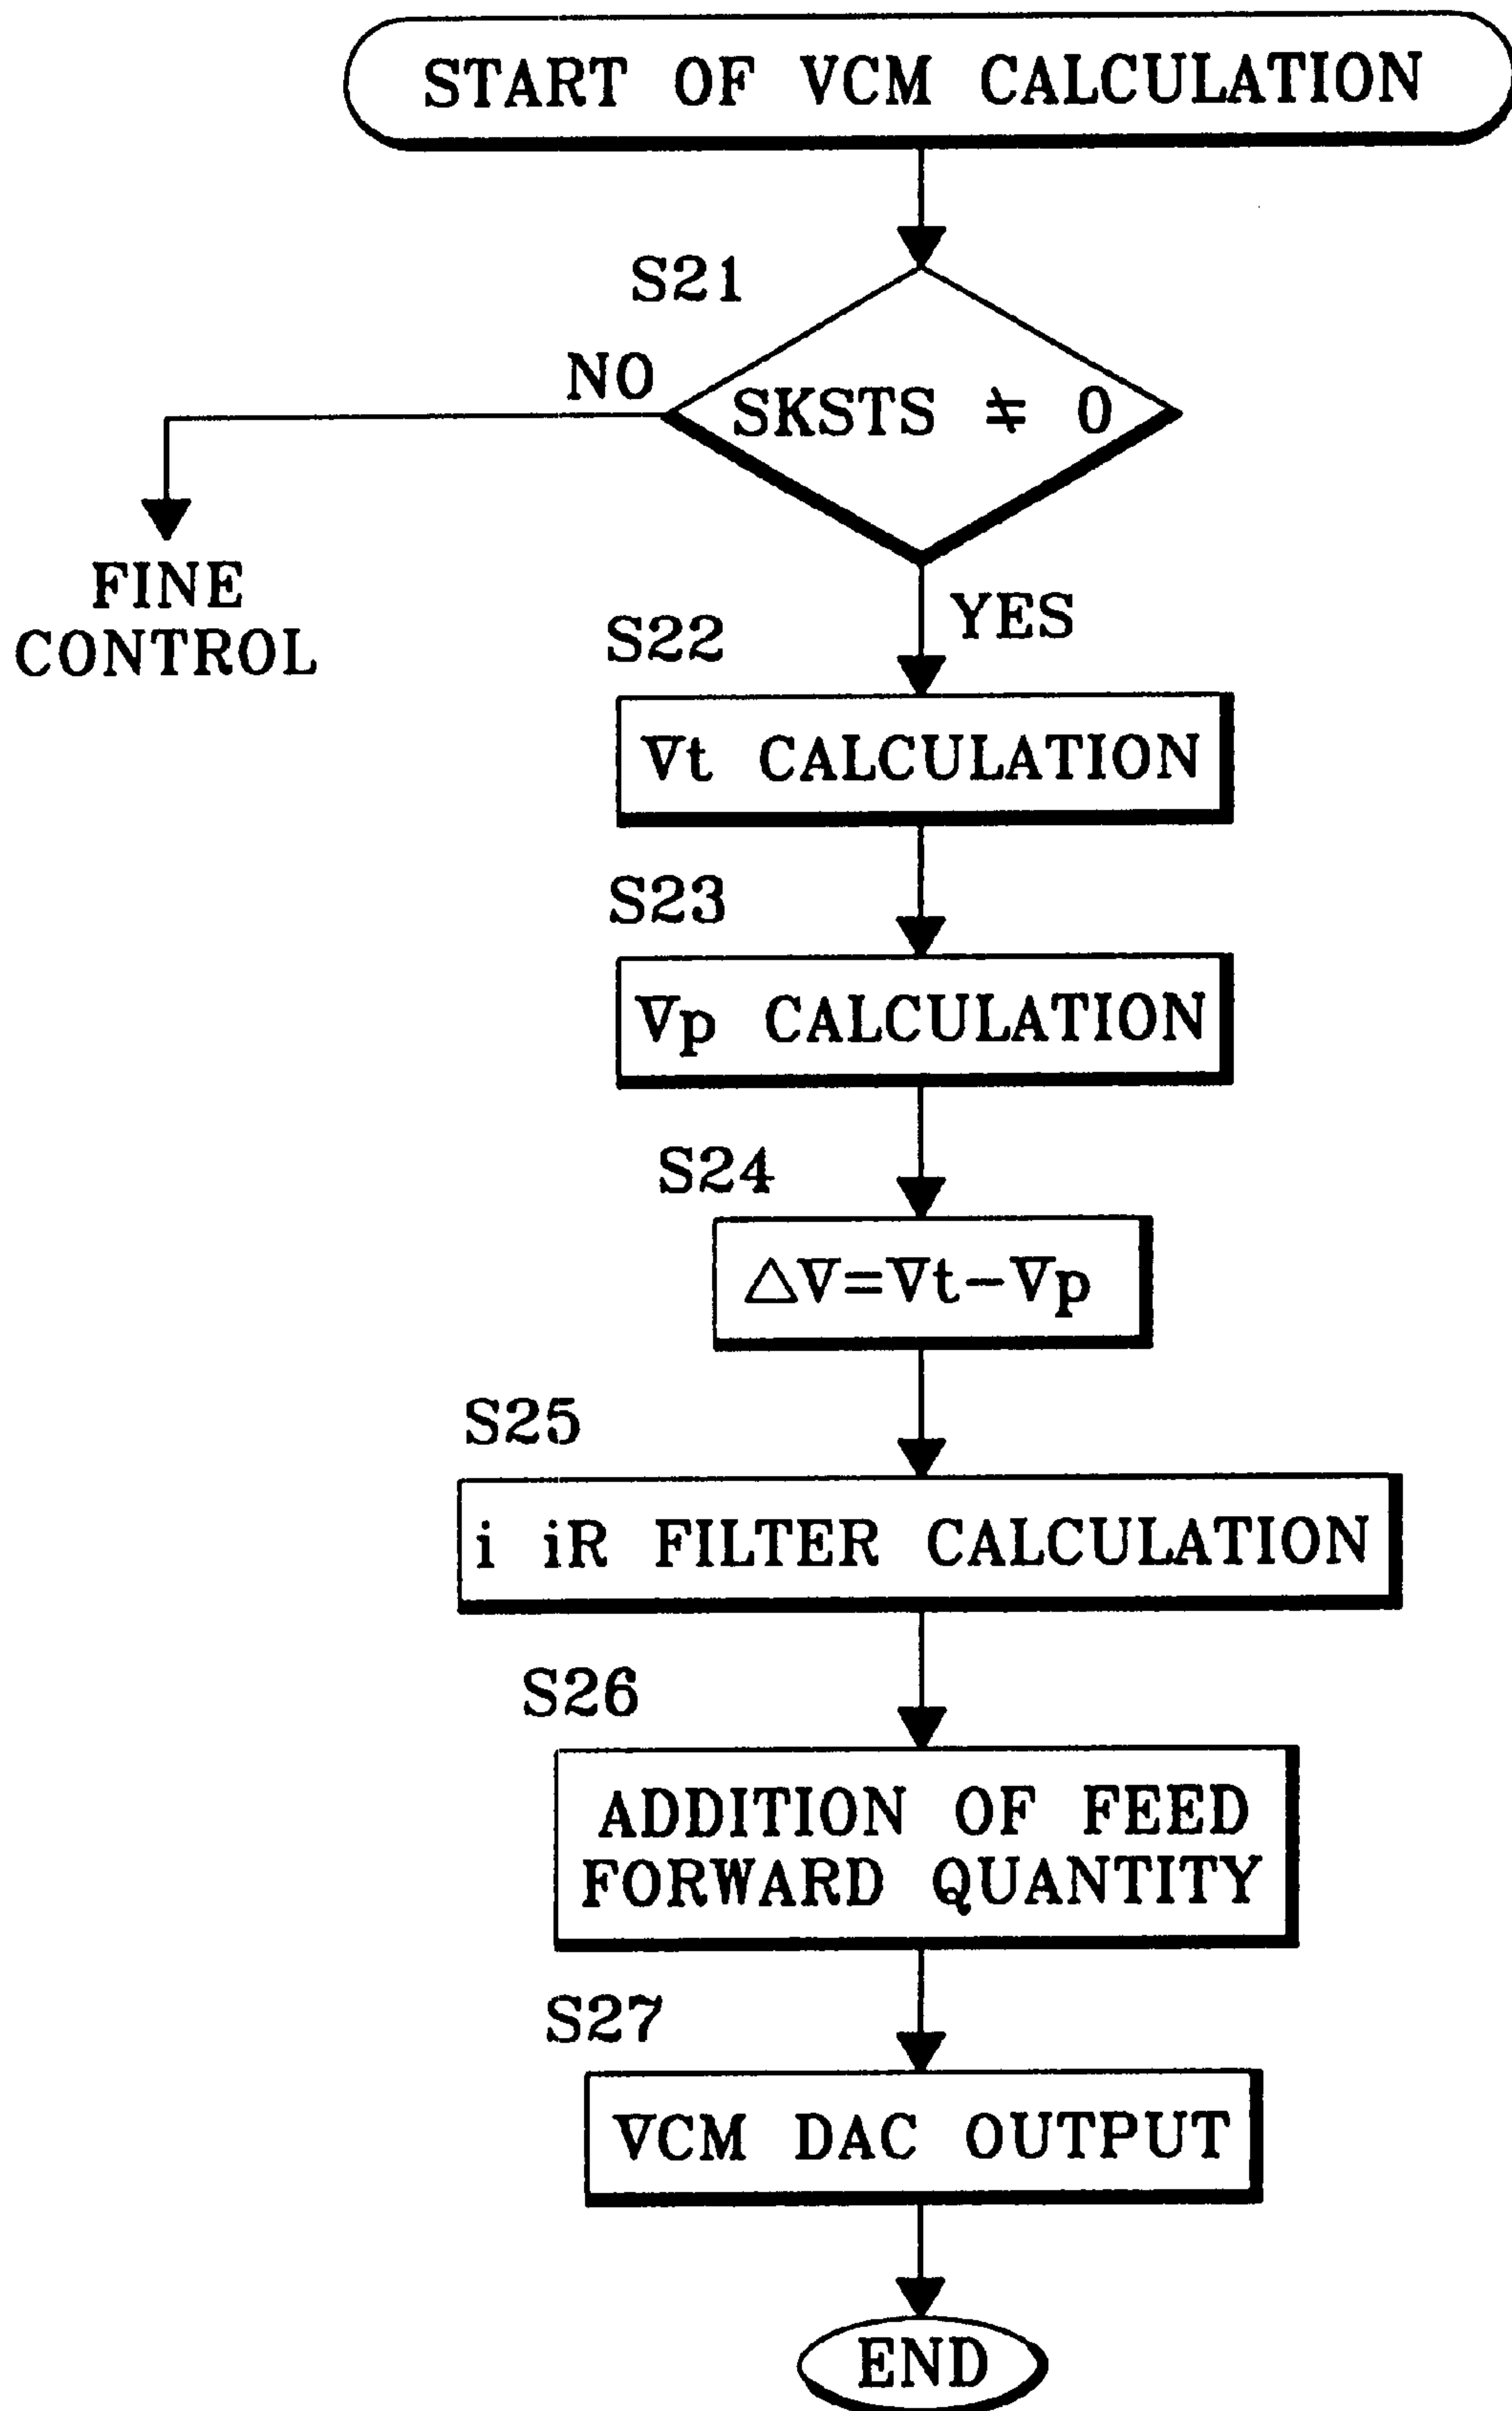 START OF VCM CALCULATION
S21
NO
SKSTS ≠ 0
FINE
CONTROL
YES
S22
Vt CALCULATION
S23
Vp CALCULATION
S24
△V=Vt-Vp
S25
i iR FILTER CALCULATION
S26
ADDITION OF FEED
FORWARD QUANTITY
S27
VCM DAC OUTPUT
END